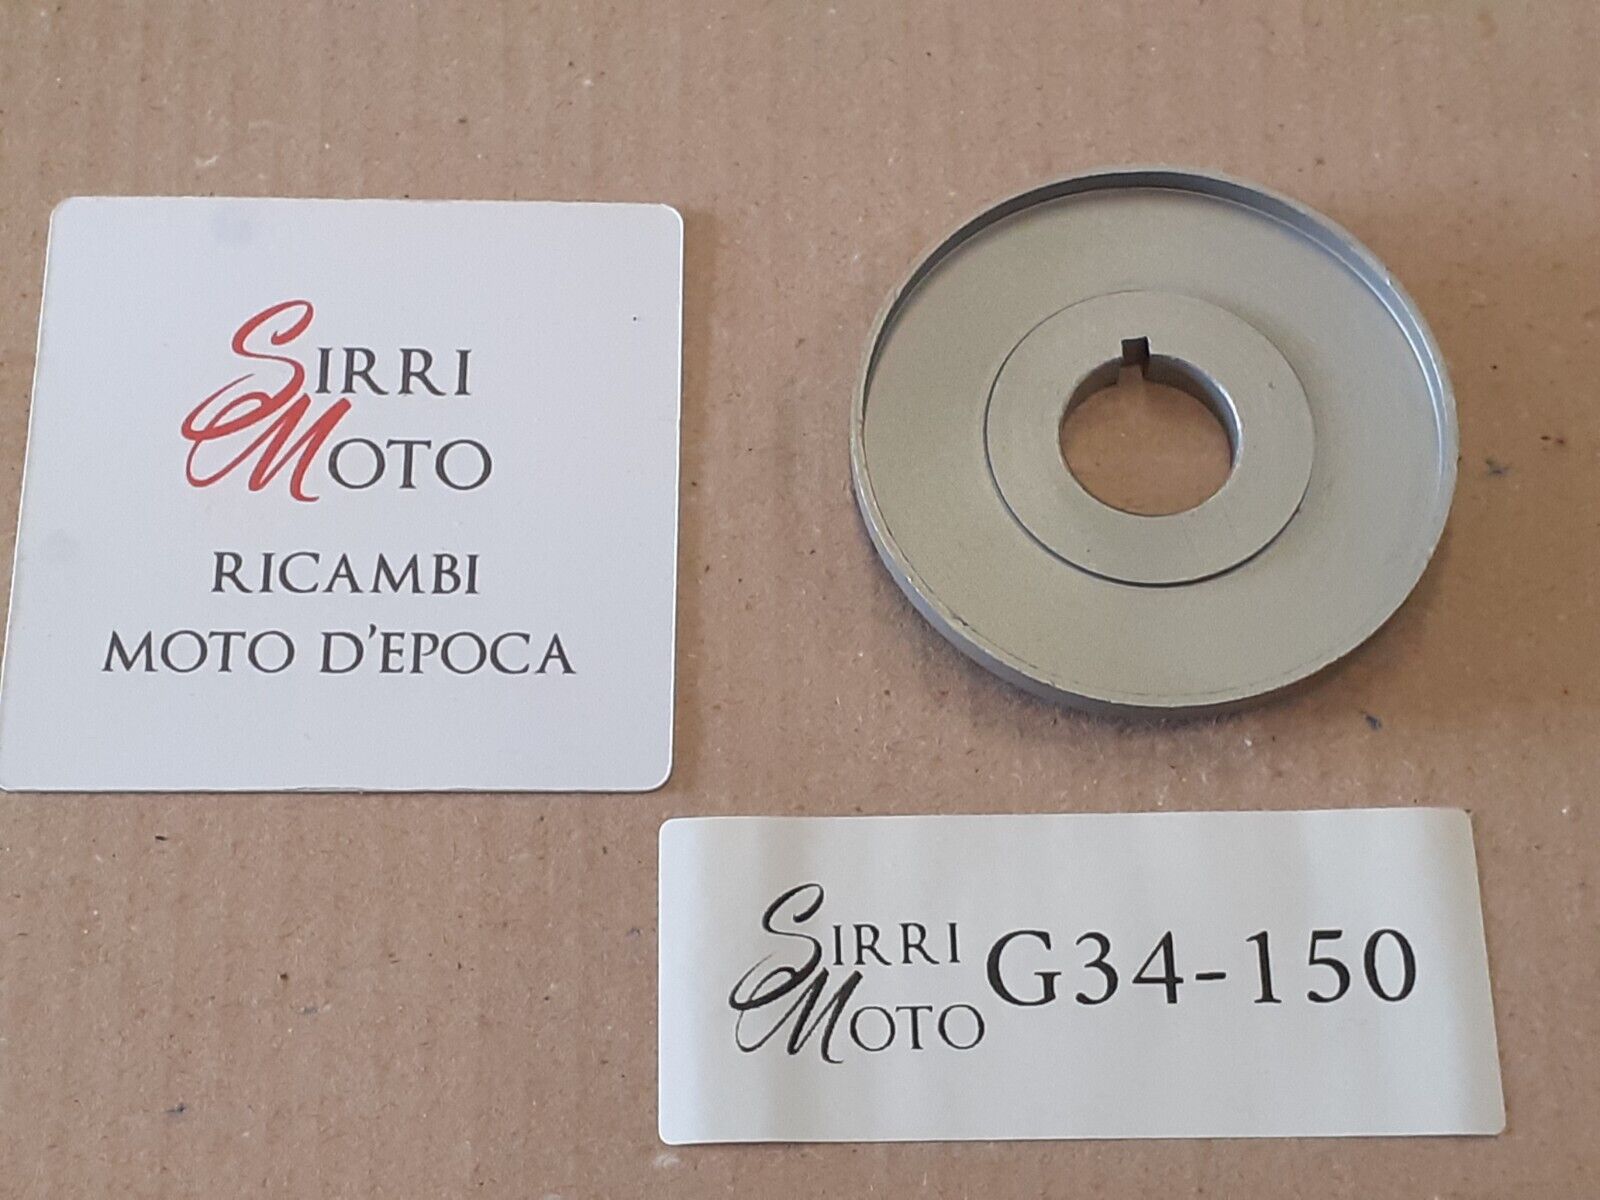 SIRRI
MOTO
RICAMBI
MOTO D'EPOCA
SIRRI
MOTO
G34-150